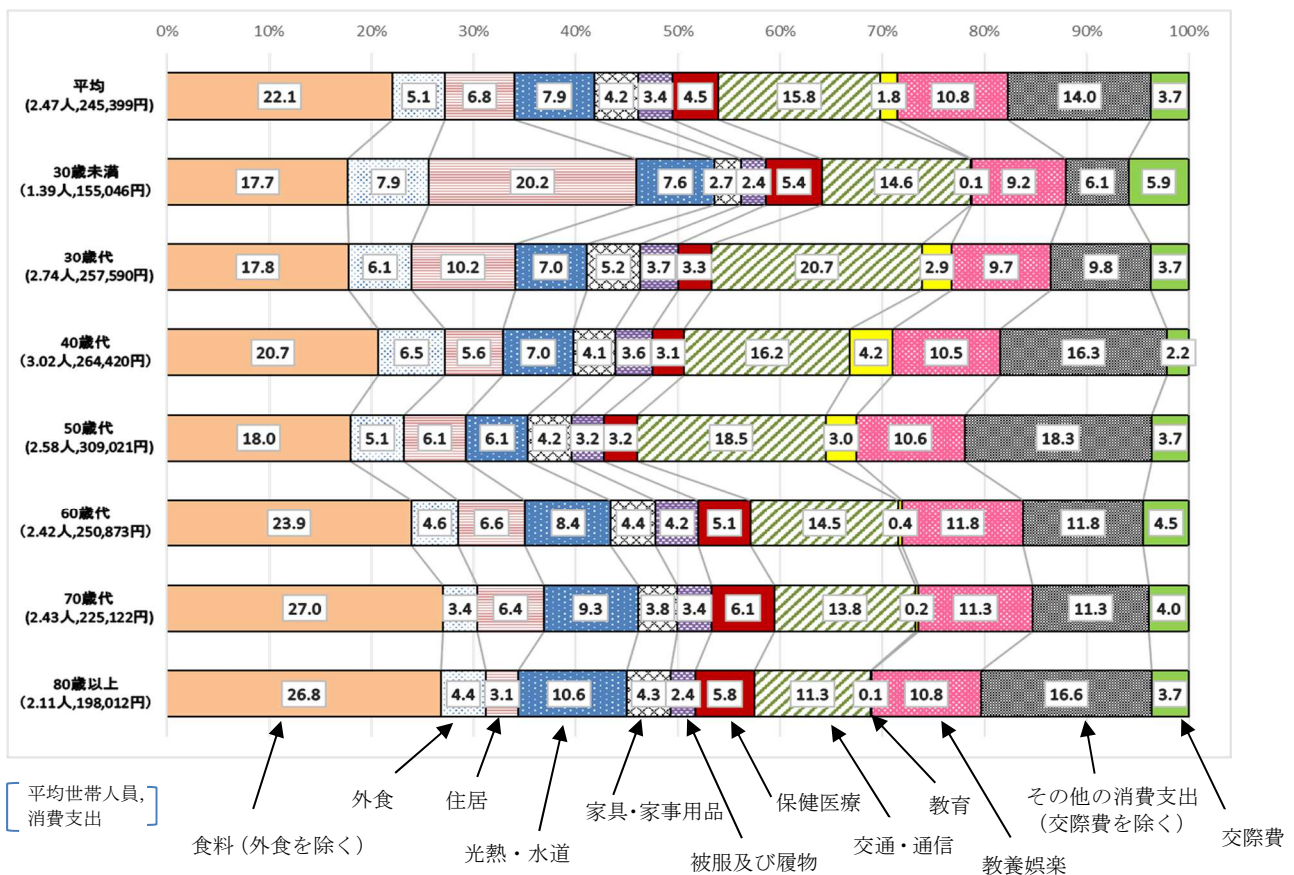 0% 10% 20% 30% 40% 50% 60% 70% 80% 90% 100%
平均
(2.47人,245,399円)
22.1 5.1 6.8 7.9 4.2 3.4 4.5 15.8 1.8 10.8 14.0 3.7
30歳未満
(1.39人,155,046円)
17.7 7.9 20.2 7.6 2.7 2.4 5.4 14.6 0.1 9.2 6.1 5.9
30歳代
(2.74人,257,590円)
17.8 6.1 10.2 7.0 5.2 3.7 3.3 20.7 2.9 9.7 9.8 3.7
40歳代
(3.02人,264,420円)
20.7 6.5 5.6 7.0 4.1 3.6 3.1 16.2 4.2 10.5 16.3 2.2
50歳代
(2.58人,309,021円)
18.0 5.1 6.1 6.1 4.2 3.2 3.2 18.5 3.0 10.6 18.3 3.7
60歳代
(2.42人,250,873円)
23.9 4.6 6.6 8.4 4.4 4.2 5.1 14.5 0.4 11.8 11.8 4.5
70歳代
(2.43人,225,122円)
27.0 3.4 6.4 9.3 3.8 3.4 6.1 13.8 0.2 11.3 11.3 4.0
80歳以上
(2.11人,198,012円)
26.8 4.4 3.1 10.6 4.3 2.4 5.8 11.3 0.1 10.8 16.6 3.7
平均世帯人員,
消費支出
食料(外食を除く)
外食
住居
光熱・水道
家具・家事用品
被服及び履物
保健医療
交通・通信
教育
教養娯楽
その他の消費支出
(交際費を除く)
交際費